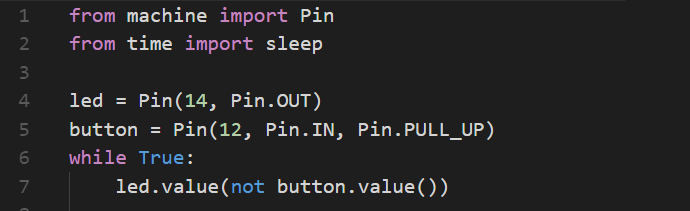 1 from machine import Pin
2 from time import sleep
3
4 led = Pin(14, Pin.OUT)
5 button = Pin(12, Pin.IN, Pin.PULL_UP)
6 while True:
7     led.value(not button.value())